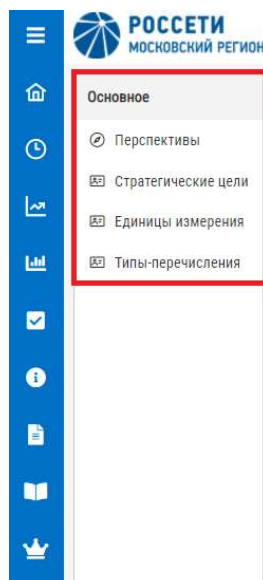 РОССЕТИ
МОСКОВСКИЙ РЕГИОН
Основное
Перспективы
Стратегические цели
Единицы измерения
Типы-перечисления